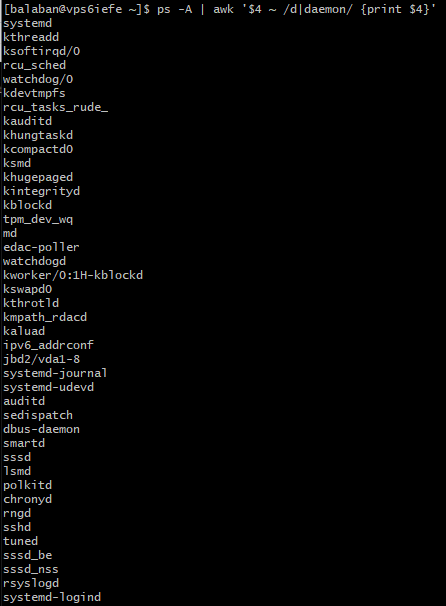 [balaban@vps6iefe ~]$ ps -A | awk '$4 ~ /d|daemon/ {print $4}'
systemd
kthreadd
ksoftirqd/0
rcu_sched
watchdog/0
kdevtmpfs
rcu_tasks_rude_
kauditd
khungtaskd
kcompactd0
ksmd
khugepaged
kintegrityd
kblockd
tpm_dev_wq
md
edac-poller
watchdogd
kworker/0:1H-kblockd
kswapd0
kthrotld
kmpath_rdacd
kaluad
ipv6_addrconf
jbd2/vda1-8
systemd-journal
systemd-udevd
auditd
sedispatch
dbus-daemon
smartd
sssd
lsmd
polkitd
chronyd
rngd
sshd
tuned
sssd_be
sssd_nss
rsyslogd
systemd-logind